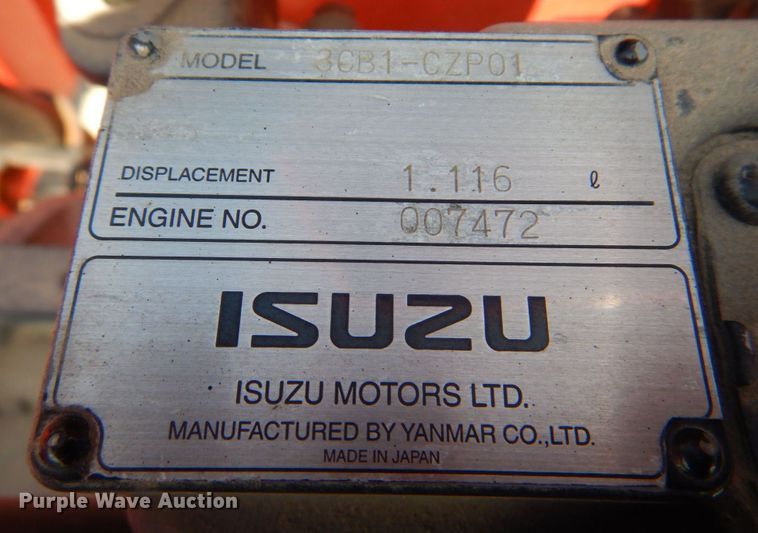 MODEL 3CB1-CZP01
DISPLACEMENT 1.116 ℓ
ENGINE NO. 007472
ISUZU
ISUZU MOTORS LTD.
MANUFACTURED BY YANMAR CO.,LTD.
MADE IN JAPAN
Purple Wave Auction